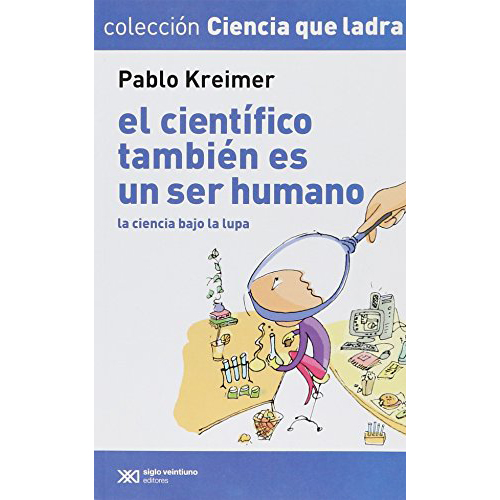 colección Ciencia que ladra
Pablo Kreimer
el científico
también es
un ser humano
la ciencia bajo la lupa
siglo veintiuno
editores